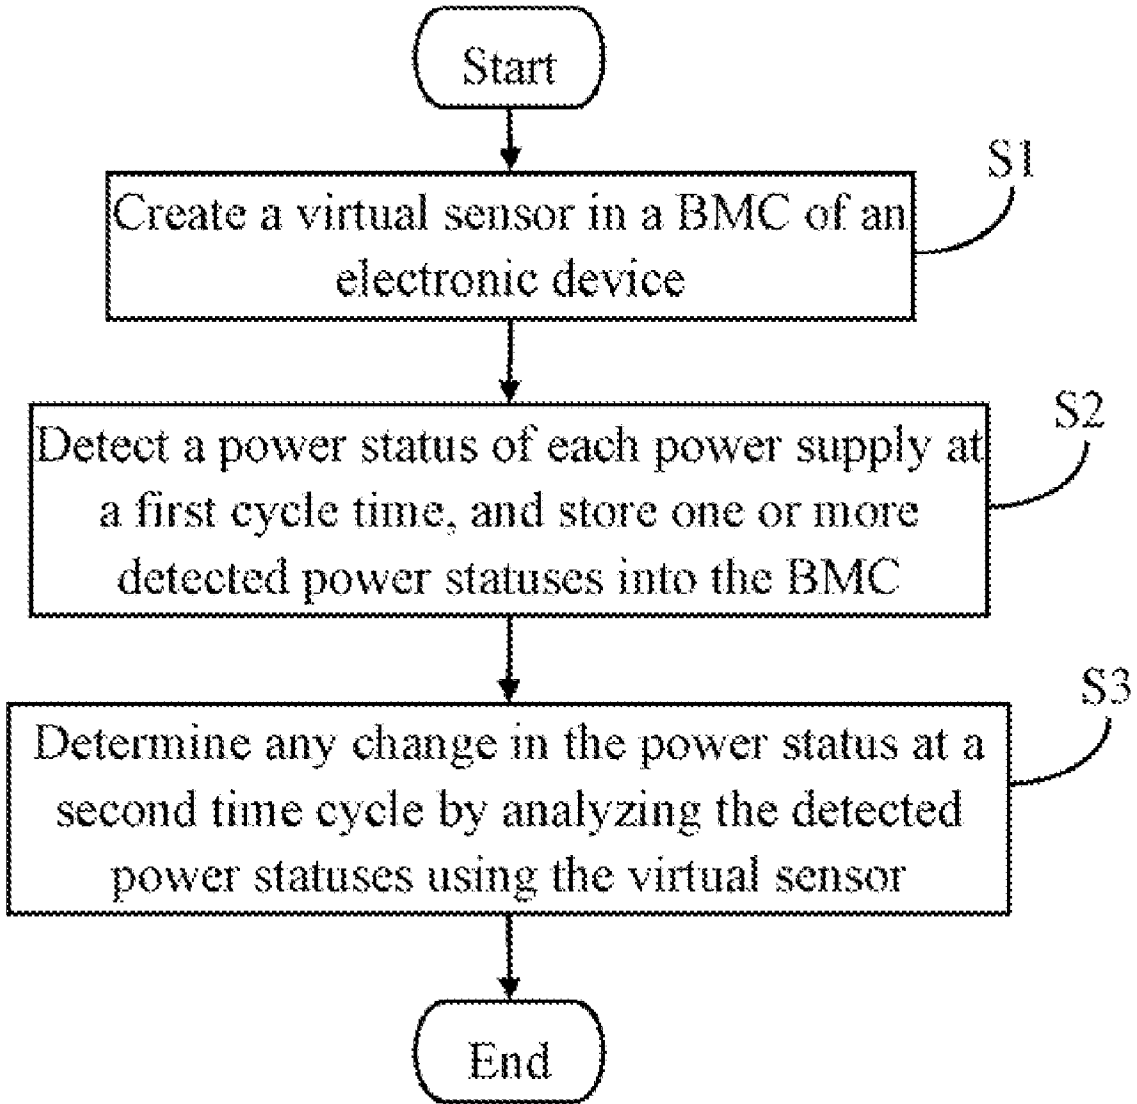 Start
S1
Create a virtual sensor in a BMC of an
electronic device
S2
Detect a power status of each power supply at
a first cycle time, and store one or more
detected power statuses into the BMC
S3
Determine any change in the power status at a
second time cycle by analyzing the detected
power statuses using the virtual sensor
End